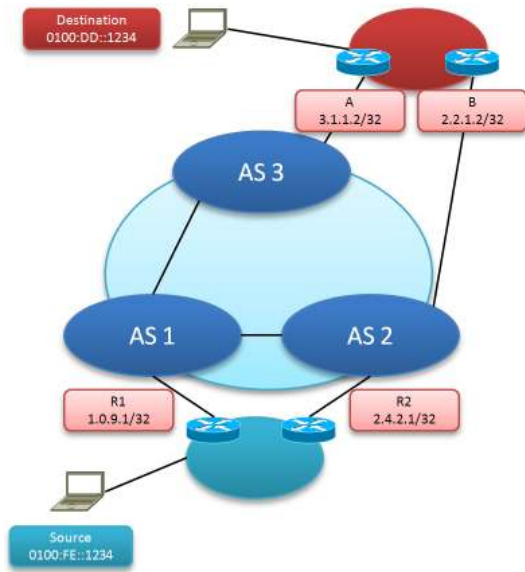 Destination
0100:DD::1234
A
3.1.1.2/32
B
2.2.1.2/32
AS 3
AS 1
AS 2
R1
1.0.9.1/32
R2
2.4.2.1/32
Source
0100:FE::1234